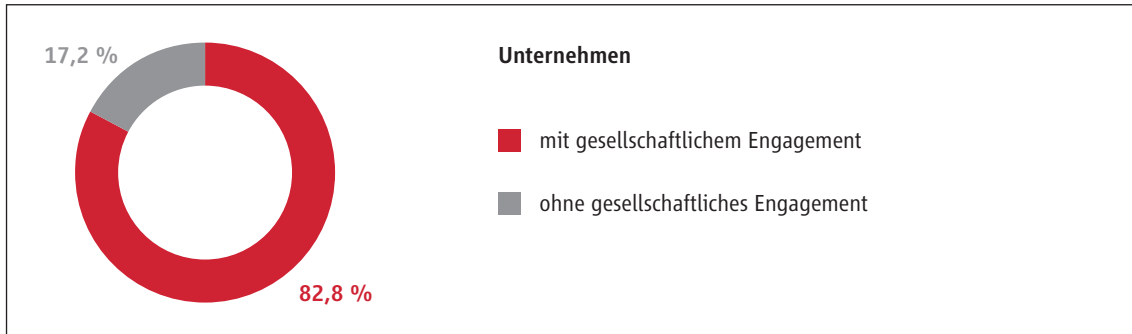 17,2 %
Unternehmen
mit gesellschaftlichem Engagement
ohne gesellschaftliches Engagement
82,8 %